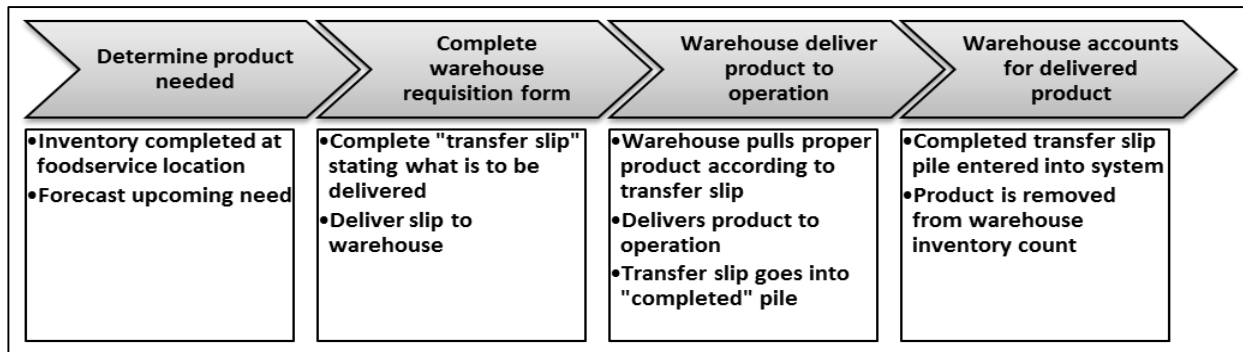 Determine product
needed
Complete
warehouse
requisition form
Warehouse deliver
product to
operation
Warehouse accounts
for delivered
product
•Inventory completed at
foodservice location
•Forecast upcoming need
•Complete "transfer slip"
stating what is to be
delivered
•Deliver slip to
warehouse
•Warehouse pulls proper
product according to
transfer slip
•Delivers product to
operation
•Transfer slip goes into
"completed" pile
•Completed transfer slip
pile entered into system
•Product is removed
from warehouse
inventory count